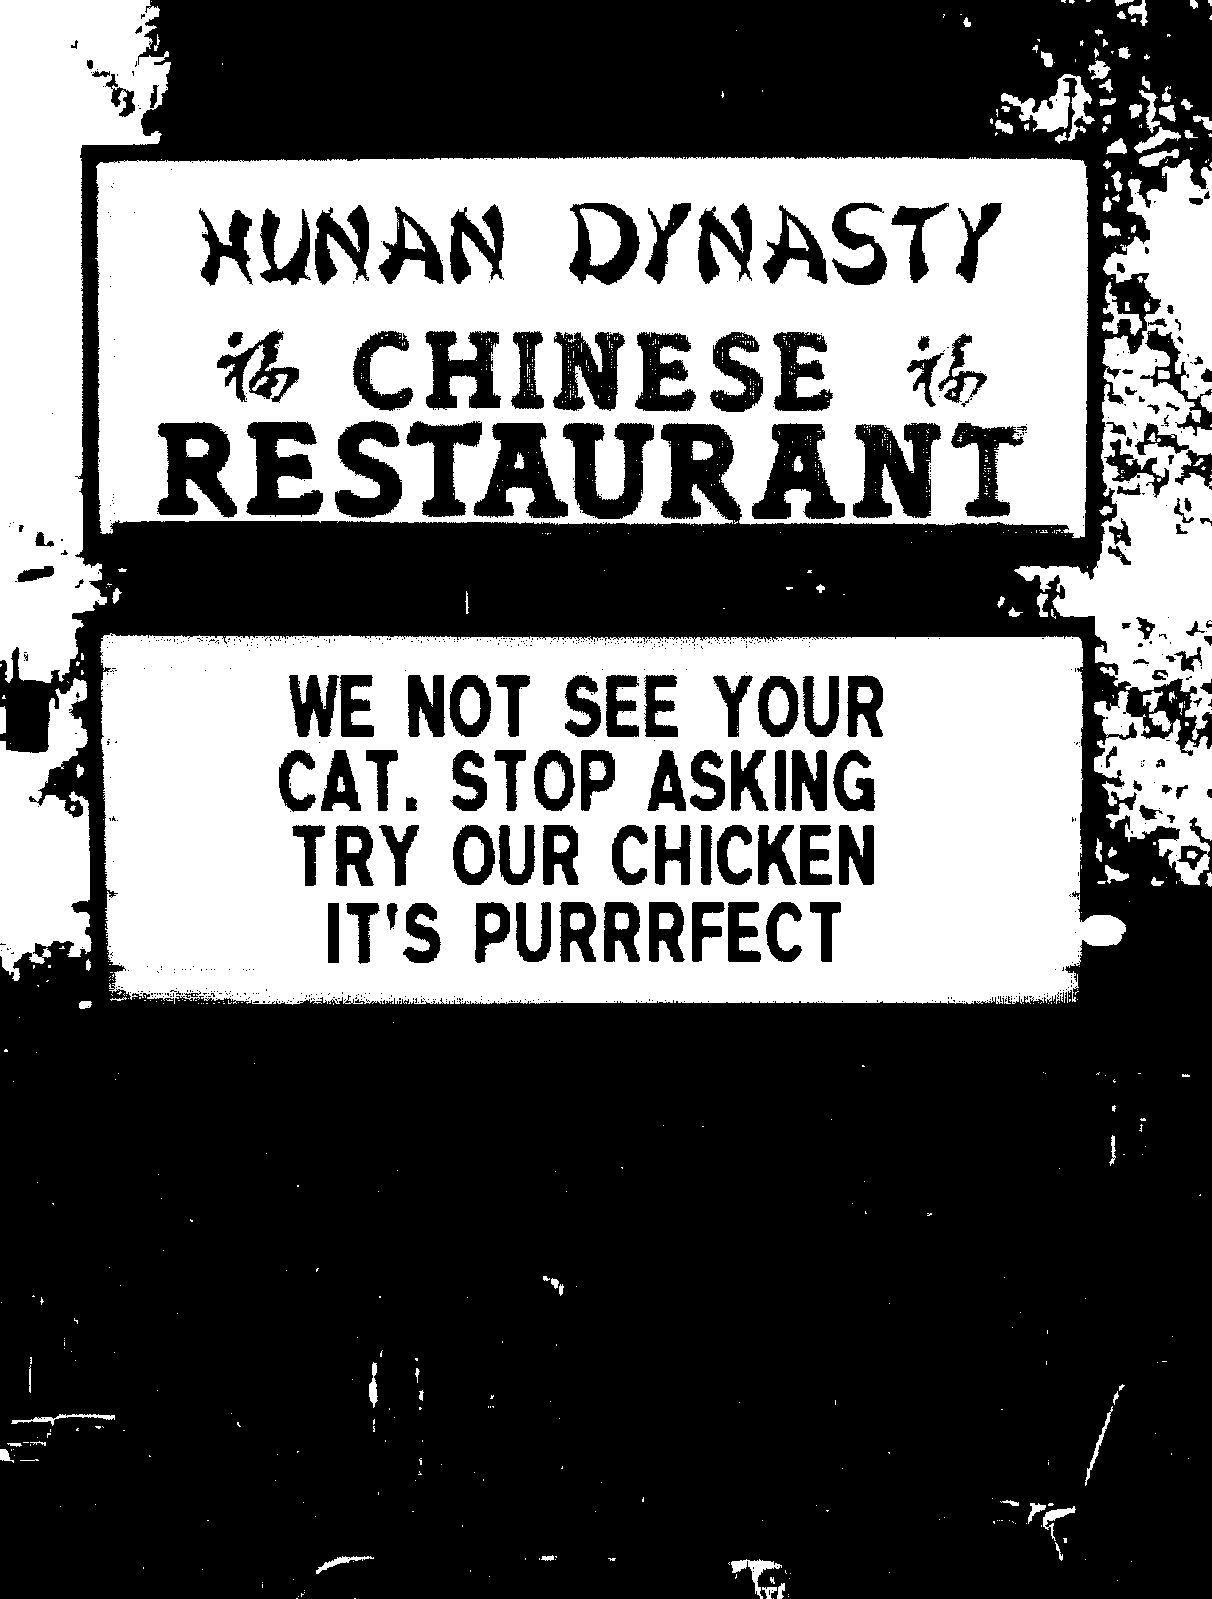 HUNAN DYNASTY
福 CHINESE 福
RESTAURANT
WE NOT SEE YOUR
CAT. STOP ASKING
TRY OUR CHICKEN
IT'S PURRRFECT